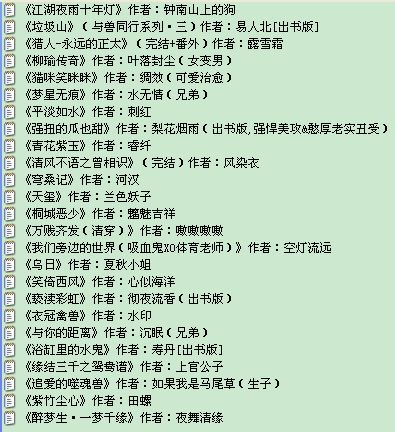 《江湖夜雨十年灯》作者：钟南山上的狗
《垃圾山》（与兽同行系列·三）作者：易人北[出书版]
《猎人-永远的正太》（完结+番外）作者：露雪霜
《柳瑜传奇》作者：叶落封尘（女变男）
《猫咪笑眯眯》作者：绸效（可爱治愈）
《梦星无痕》作者：水无情（兄弟）
《平淡如水》作者：刺红
《强扭的瓜也甜》作者：梨花烟雨（出书版,强悍美攻&憨厚老实丑受）
《青花紫玉》作者：睿纤
《清风不语之曾相识》（完结）作者：风染衣
《穹桑记》作者：河汉
《天玺》作者：兰色妖子
《桐城恶少》作者：魑魅吉祥
《万贱齐发（清穿）》作者：嗷嗷嗷嗷
《我们旁边的世界（吸血鬼XO体育老师）》作者：空灯流远
《乌日》作者：夏秋小姐
《笑倚西风》作者：心似海洋
《亵渎彩虹》作者：彻夜流香（出书版）
《衣冠禽兽》作者：水印
《与你的距离》作者：沉眠（兄弟）
《浴缸里的水鬼》作者：寿丹[出书版]
《缘结三千之鸳鸯谱》作者：上官公子
《追爱的噬魂兽》作者：如果我是马尾草（生子）
《紫竹尘心》作者：田螺
《醉梦生·一梦千缘》作者：夜舞清缘